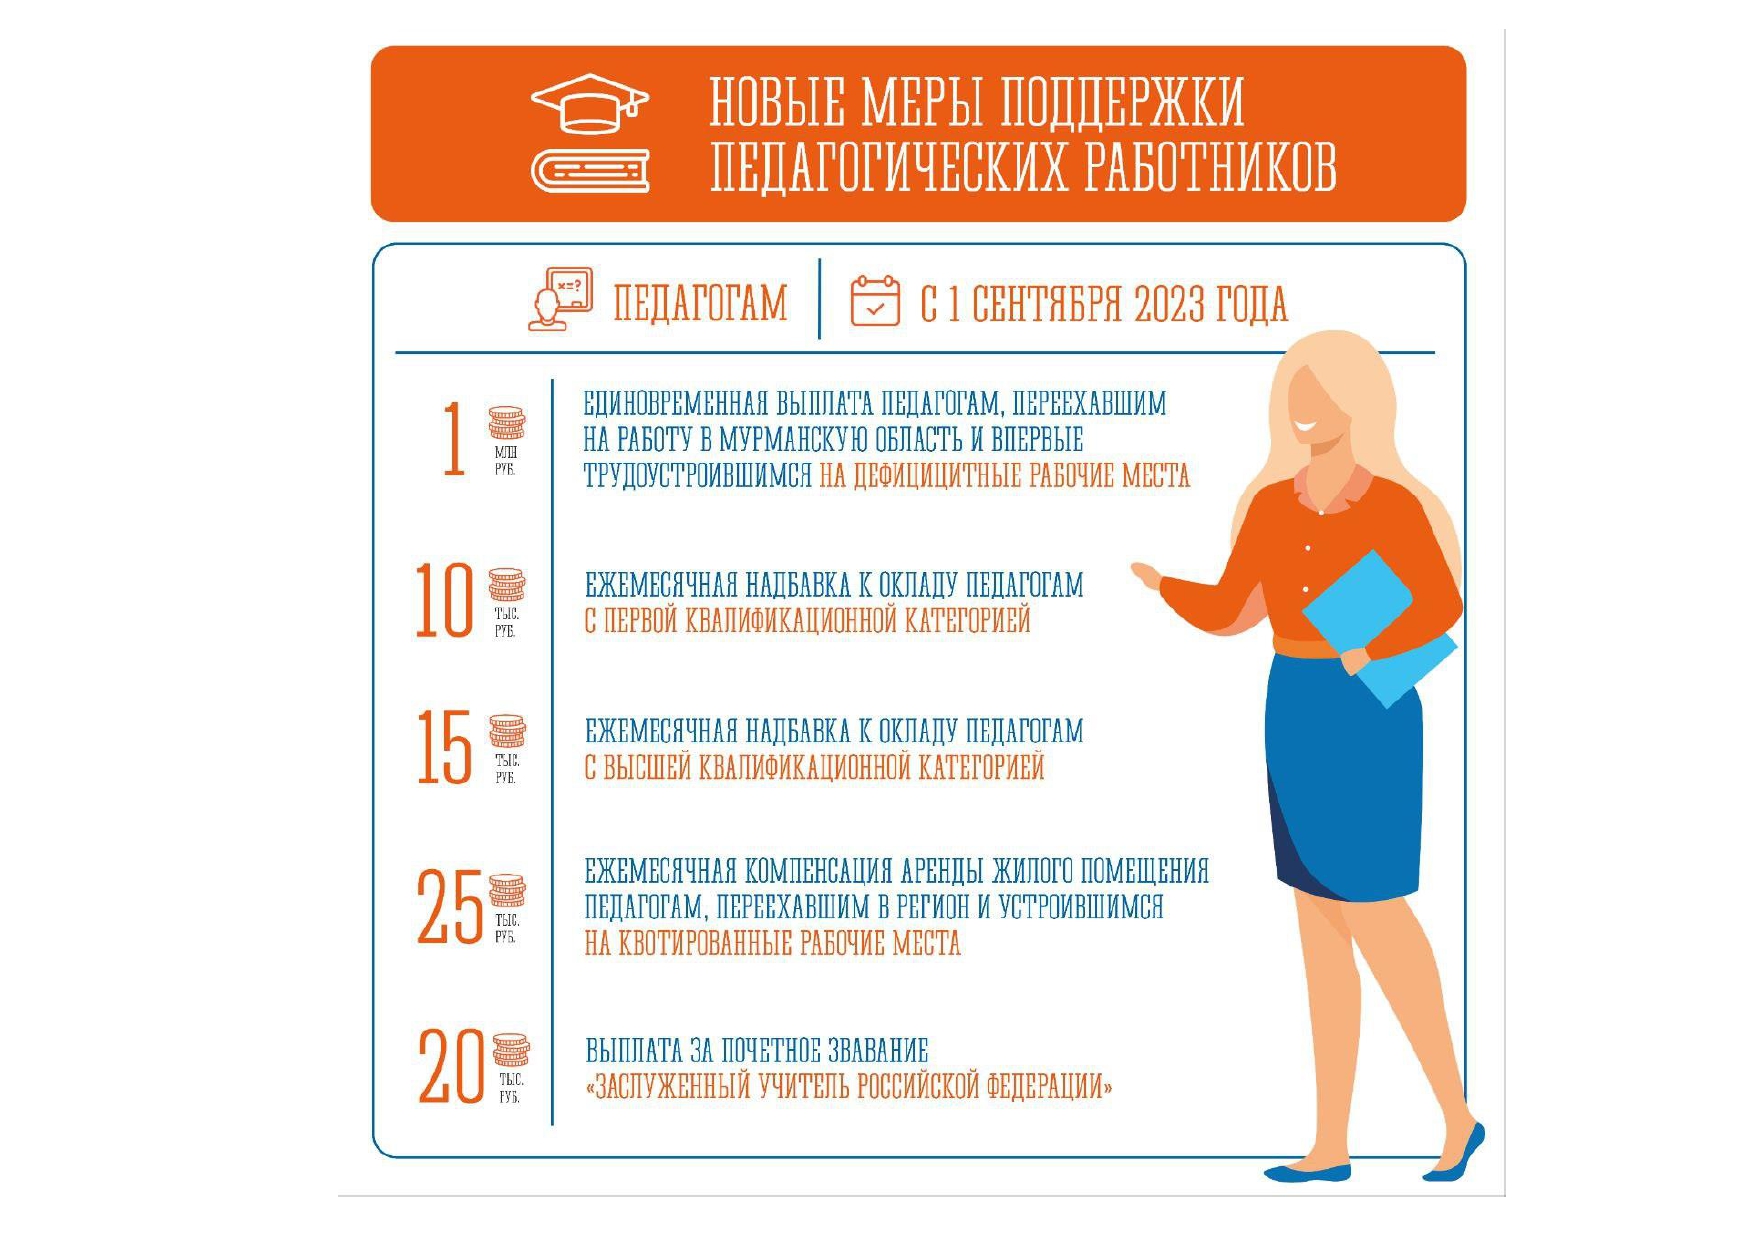 НОВЫЕ МЕРЫ ПОДДЕРЖКИ
ПЕДАГОГИЧЕСКИХ РАБОТНИКОВ
x=?
ПЕДАГОГАМ
С 1 СЕНТЯБРЯ 2023 ГОДА
1
МЛН
РУБ.
ЕДИНОВРЕМЕННАЯ ВЫПЛАТА ПЕДАГОГАМ, ПЕРЕЕХАВШИМ
НА РАБОТУ В МУРМАНСКУЮ ОБЛАСТЬ И ВПЕРВЫЕ
ТРУДОУСТРОИВШИМСЯ НА ДЕФИЦИЦИТНЫЕ РАБОЧИЕ МЕСТА
10
ТЫС.
РУБ.
ЕЖЕМЕСЯЧНАЯ НАДБАВКА К ОКЛАДУ ПЕДАГОГАМ
С ПЕРВОЙ КВАЛИФИКАЦИОННОЙ КАТЕГОРИЕЙ
15
ТЫС.
РУБ.
ЕЖЕМЕСЯЧНАЯ НАДБАВКА К ОКЛАДУ ПЕДАГОГАМ
С ВЫСШЕЙ КВАЛИФИКАЦИОННОЙ КАТЕГОРИЕЙ
25
ТЫС.
РУБ.
ЕЖЕМЕСЯЧНАЯ КОМПЕНСАЦИЯ АРЕНДЫ ЖИЛОГО ПОМЕЩЕНИЯ
ПЕДАГОГАМ, ПЕРЕЕХАВШИМ В РЕГИОН И УСТРОИВШИМСЯ
НА КВОТИРОВАННЫЕ РАБОЧИЕ МЕСТА
20
ТЫС.
РУБ.
ВЫПЛАТА ЗА ПОЧЕТНОЕ ЗВАВАНИЕ
«ЗАСЛУЖЕННЫЙ УЧИТЕЛЬ РОССИЙСКОЙ ФЕДЕРАЦИИ»